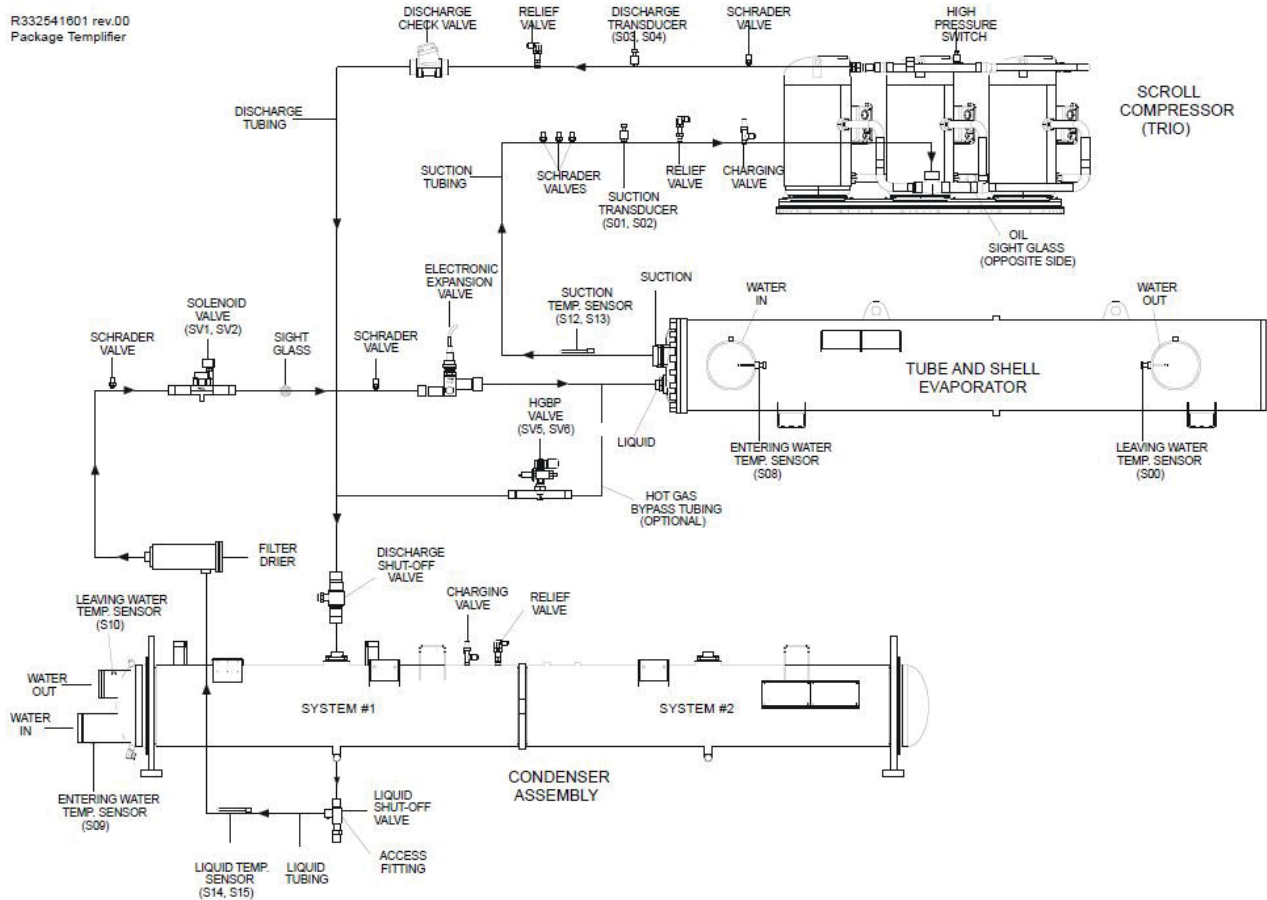 R332541601 rev.00
Package Templifier
DISCHARGE
CHECK VALVE
RELIEF
VALVE
DISCHARGE
TRANSDUCER
(S03, S04)
SCHRADER
VALVE
HIGH
PRESSURE
SWITCH
SCROLL
COMPRESSOR
(TRIO)
DISCHARGE
TUBING
SUCTION
TUBING
SCHRADER
VALVES
SUCTION
TRANSDUCER
(S01, S02)
RELIEF
VALVE
CHARGING
VALVE
OIL
SIGHT GLASS
(OPPOSITE SIDE)
ELECTRONIC
EXPANSION
VALVE
SUCTION
TEMP. SENSOR
(S12, S13)
SUCTION
WATER
IN
WATER
OUT
SCHRADER
VALVE
SOLENOID
VALVE
(SV1, SV2)
SIGHT
GLASS
SCHRADER
VALVE
TUBE AND SHELL
EVAPORATOR
HGBP
VALVE
(SV5, SV6)
LIQUID
ENTERING WATER
TEMP. SENSOR
(S08)
LEAVING WATER
TEMP. SENSOR
(S00)
HOT GAS
BYPASS TUBING
(OPTIONAL)
FILTER
DRIER
DISCHARGE
SHUT-OFF
VALVE
LEAVING WATER
TEMP. SENSOR
(S10)
CHARGING
VALVE
RELIEF
VALVE
WATER
OUT
WATER
IN
SYSTEM #1
SYSTEM #2
CONDENSER
ASSEMBLY
ENTERING WATER
TEMP. SENSOR
(S09)
LIQUID
SHUT-OFF
VALVE
ACCESS
FITTING
LIQUID TEMP.
SENSOR
(S14, S15)
LIQUID
TUBING